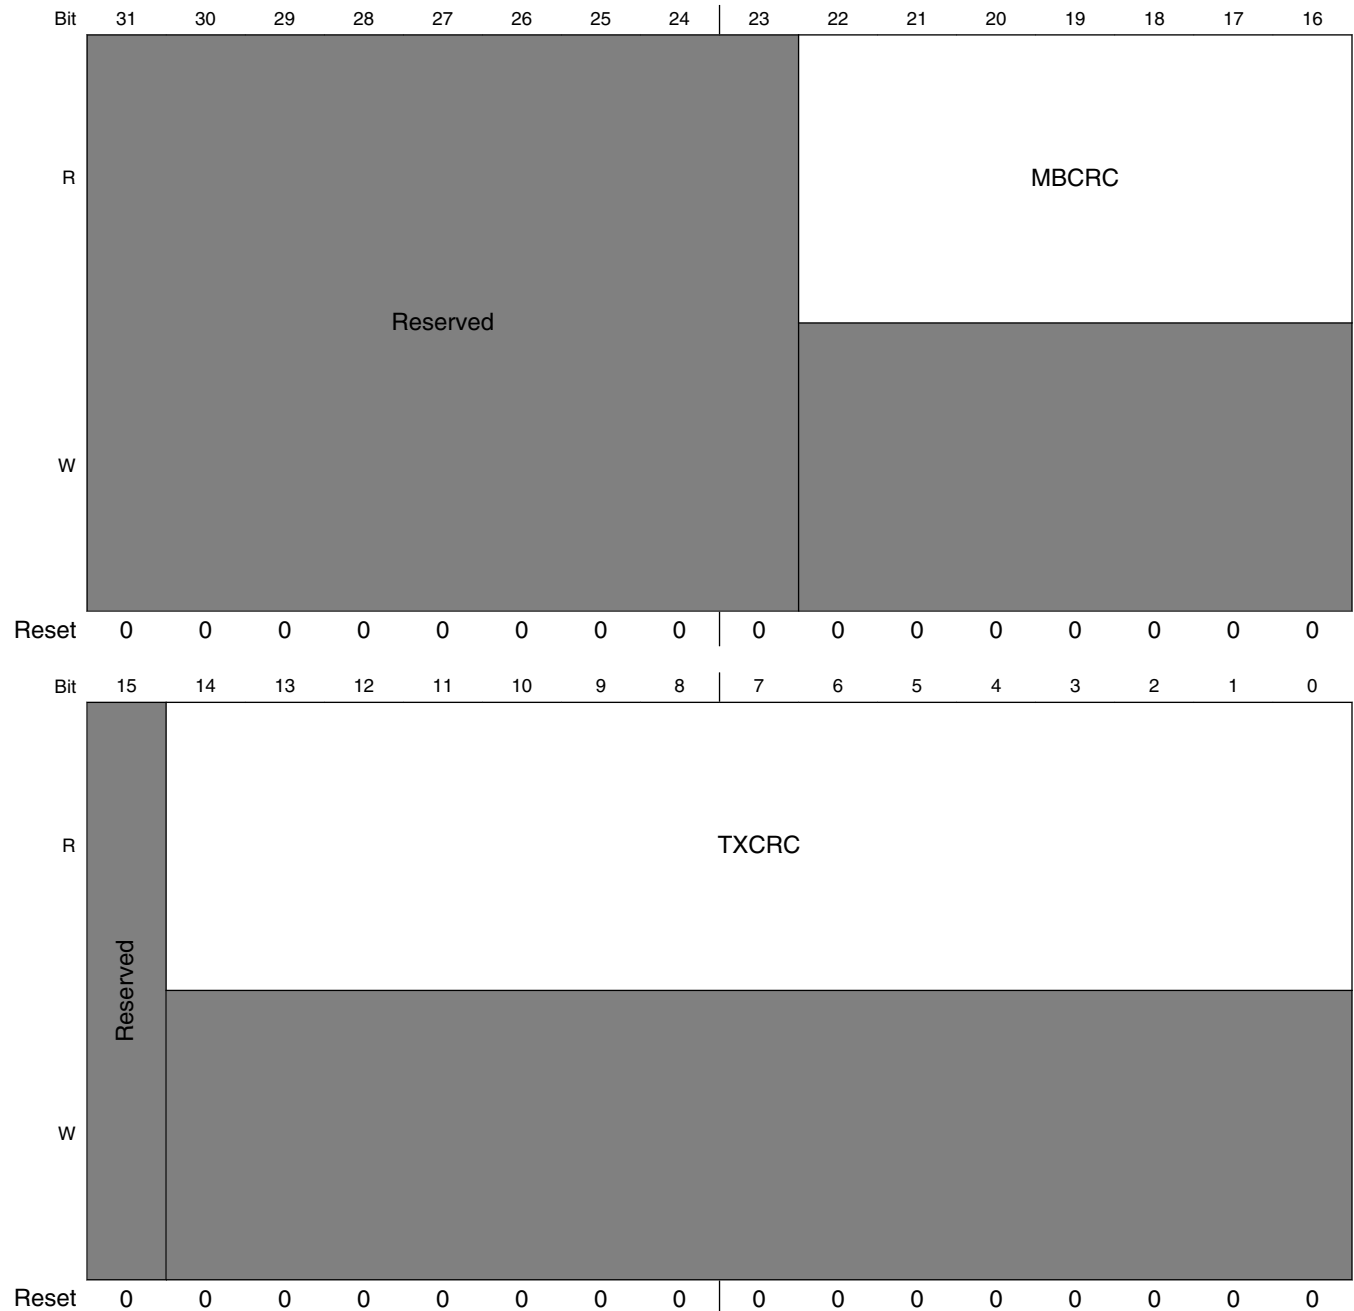 Bit 31 30 29 28 27 26 25 24 23 22 21 20 19 18 17 16
R MBCRC
Reserved
W
Reset 0 0 0 0 0 0 0 0 0 0 0 0 0 0 0 0
Bit 15 14 13 12 11 10 9 8 7 6 5 4 3 2 1 0
R TXCRC
Reserved
W
Reset 0 0 0 0 0 0 0 0 0 0 0 0 0 0 0 0